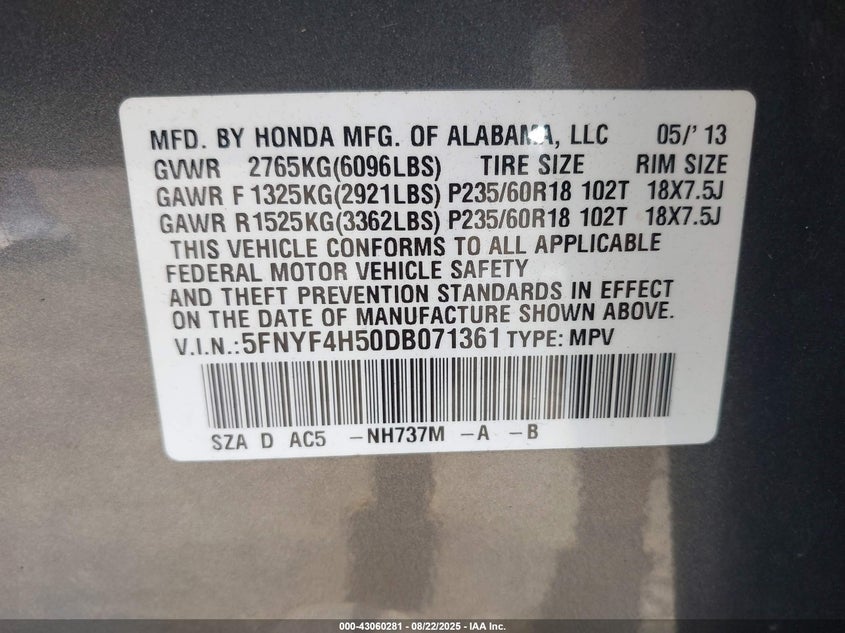 MFD. BY HONDA MFG. OF ALABAMA, LLC 05/' 13
GVWR 2765KG(6096LBS) TIRE SIZE RIM SIZE
GAWR F 1325KG(2921LBS) P235/60R18 102T 18X7.5J
GAWR R1525KG(3362LBS) P235/60R18 102T 18X7.5J
THIS VEHICLE CONFORMS TO ALL APPLICABLE
FEDERAL MOTOR VEHICLE SAFETY
AND THEFT PREVENTION STANDARDS IN EFFECT
ON THE DATE OF MANUFACTURE SHOWN ABOVE.
V.I.N.:5FNYF4H50DB071361 TYPE: MPV
SZA D AC5 -NH737M -A -B
000-43060281 - 08/22/2025 - IAA Inc.